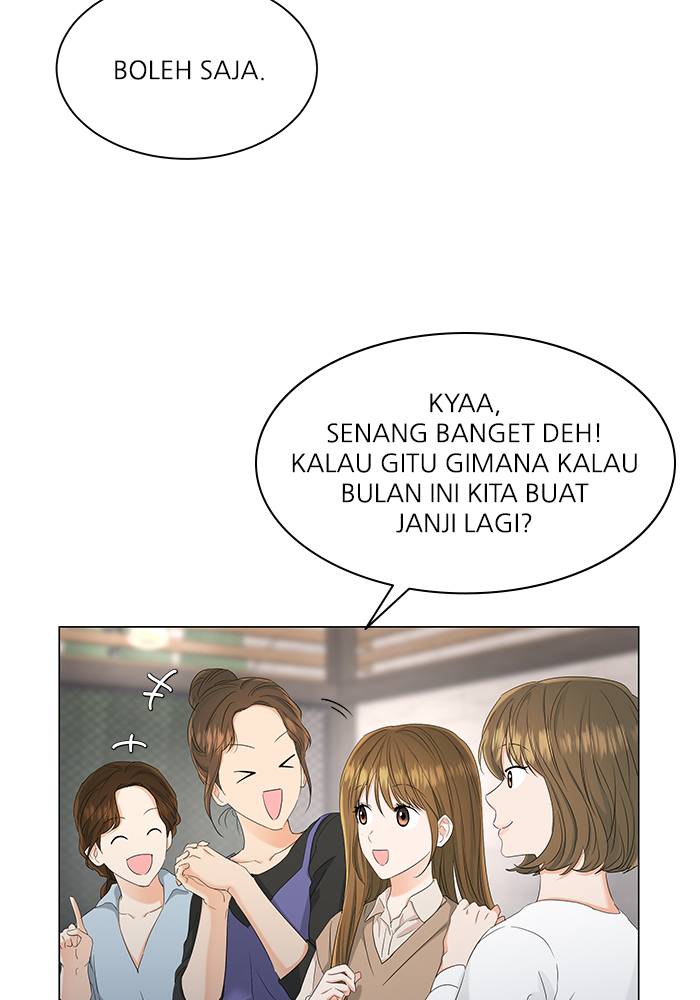 BOLEH SAJA.
KYAA,
SENANG BANGET DEH!
KALAU GITU GIMANA KALAU
BULAN INI KITA BUAT
JANJI LAGI?